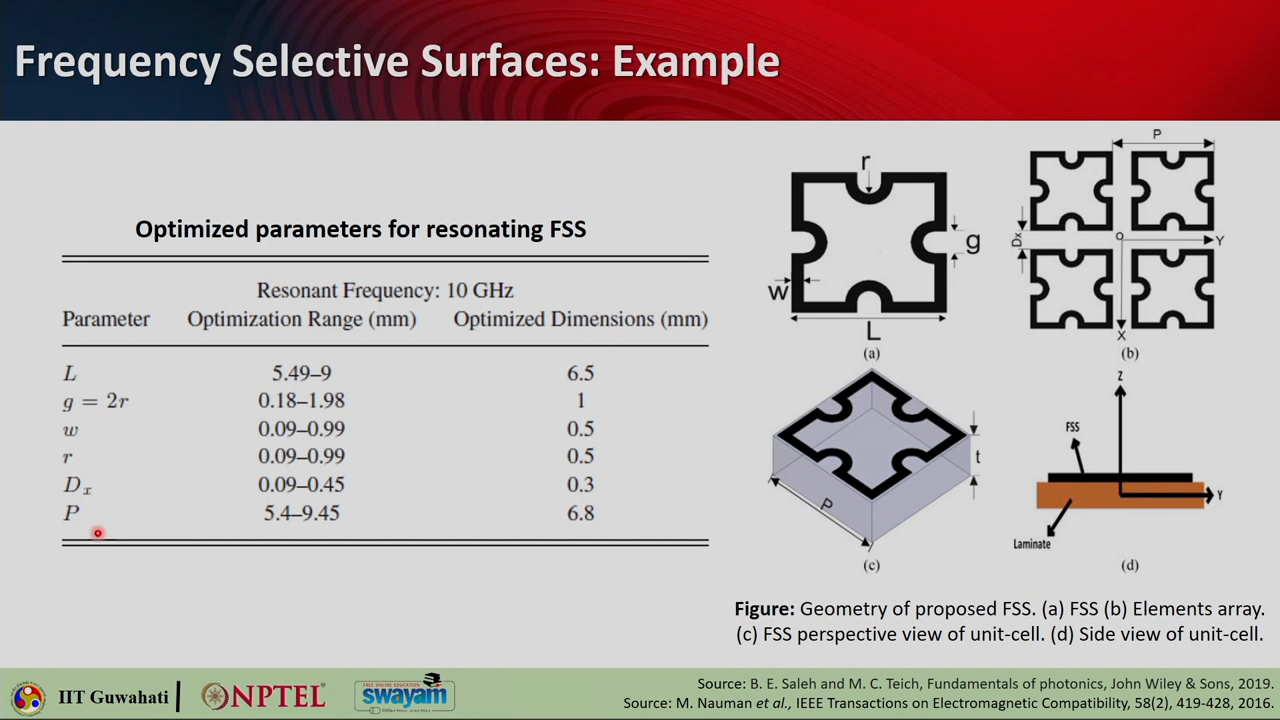 Frequency Selective Surfaces: Example
Optimized parameters for resonating FSS
Resonant Frequency: 10 GHz
Parameter Optimization Range (mm) Optimized Dimensions (mm)
L 5.49–9 6.5
g = 2r 0.18–1.98 1
w 0.09–0.99 0.5
r 0.09–0.99 0.5
Dx 0.09–0.45 0.3
P 5.4–9.45 6.8
r
g
w
L
(a)
P
Dx
O
Y
X
(b)
t
P
(c)
Z
FSS
Y
Laminate
(d)
Figure: Geometry of proposed FSS. (a) FSS (b) Elements array.
(c) FSS perspective view of unit-cell. (d) Side view of unit-cell.
IIT Guwahati
NPTEL
FREE ONLINE EDUCATION
swayam
Source: B. E. Saleh and M. C. Teich, Fundamentals of photonics, John Wiley & Sons, 2019.
Source: M. Nauman et al., IEEE Transactions on Electromagnetic Compatibility, 58(2), 419-428, 2016.